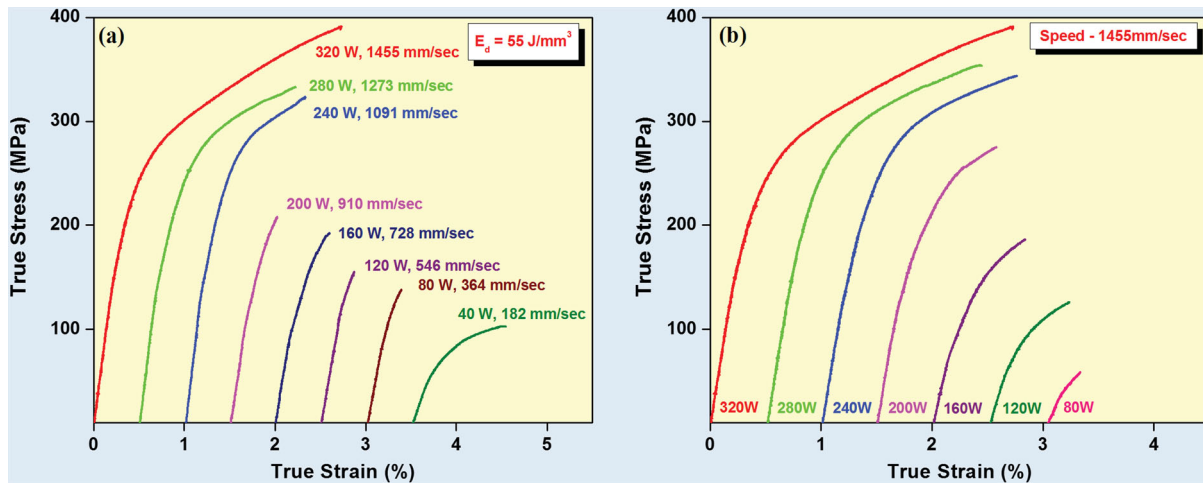 (a)
E_d = 55 J/mm³
320 W, 1455 mm/sec
280 W, 1273 mm/sec
240 W, 1091 mm/sec
200 W, 910 mm/sec
160 W, 728 mm/sec
120 W, 546 mm/sec
80 W, 364 mm/sec
40 W, 182 mm/sec
400
300
200
100
True Stress (MPa)
0 1 2 3 4 5
True Strain (%)
(b)
Speed - 1455mm/sec
400
300
200
100
True Stress (MPa)
320W 280W 240W 200W 160W 120W 80W
0 1 2 3 4
True Strain (%)